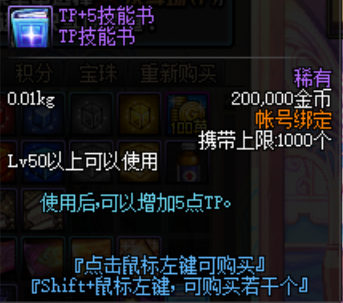 TP+5技能书
TP技能书
积分 宝珠 重新购买
稀有
0.01kg 200,000金币
帐号绑定
携带上限:1000个
Lv50以上可以使用
使用后,可以增加5点TP。
『点击鼠标左键可购买』
『Shift+鼠标左键,可购买若干个』